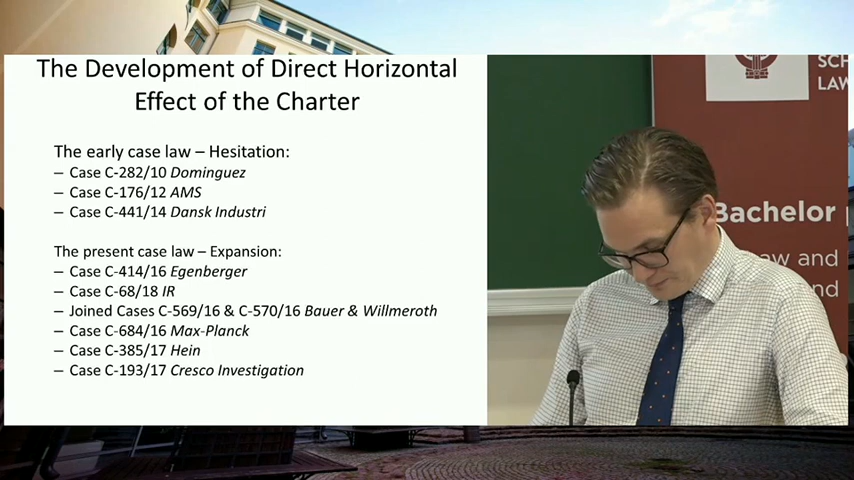 The Development of Direct Horizontal
Effect of the Charter
The early case law – Hesitation:
– Case C-282/10 Dominguez
– Case C-176/12 AMS
– Case C-441/14 Dansk Industri
The present case law – Expansion:
– Case C-414/16 Egenberger
– Case C-68/18 IR
– Joined Cases C-569/16 & C-570/16 Bauer & Willmeroth
– Case C-684/16 Max-Planck
– Case C-385/17 Hein
– Case C-193/17 Cresco Investigation
LAW
Bachelor